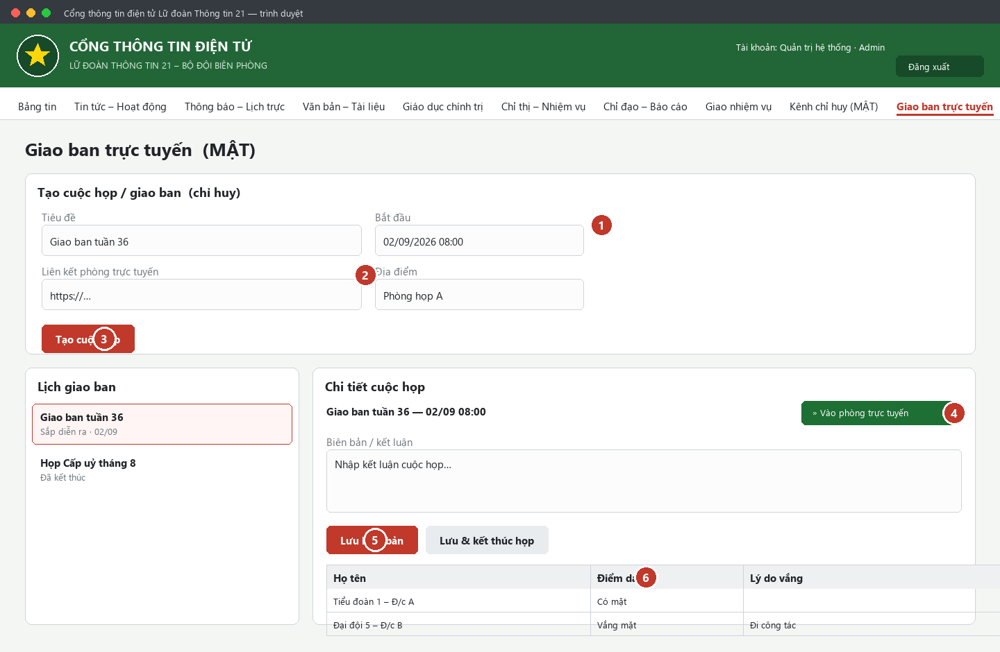 Cổng thông tin điện tử Lữ đoàn Thông tin 21 — trình duyệt
CỔNG THÔNG TIN ĐIỆN TỬ
LỮ ĐOÀN THÔNG TIN 21 – BỘ ĐỘI BIÊN PHÒNG
Tài khoản: Quản trị hệ thống · Admin
Đăng xuất
Bảng tin Tin tức – Hoạt động Thông báo – Lịch trực Văn bản – Tài liệu Giáo dục chính trị Chỉ thị – Nhiệm vụ Chỉ đạo – Báo cáo Giao nhiệm vụ Kênh chỉ huy (MẬT) Giao ban trực tuyến
Giao ban trực tuyến (MẬT)
Tạo cuộc họp / giao ban (chỉ huy)
Tiêu đề Bắt đầu
1
Giao ban tuần 36 02/09/2026 08:00
Liên kết phòng trực tuyến 2 Địa điểm
https://... Phòng họp A
Tạo 3
Lịch giao ban
Giao ban tuần 36
Sắp diễn ra · 02/09
Họp Cấp uỷ tháng 8
Đã kết thúc
Chi tiết cuộc họp
Giao ban tuần 36 — 02/09 08:00
» Vào phòng trực tuyến 4
Biên bản / kết luận
Nhập kết luận cuộc họp...
Lưu 5 bản Lưu & kết thúc họp
Họ tên Điểm 6 Lý do vắng
Tiểu đoàn 1 – Đ/c A Có mặt
Đại đội 5 – Đ/c B Vắng mặt Đi công tác